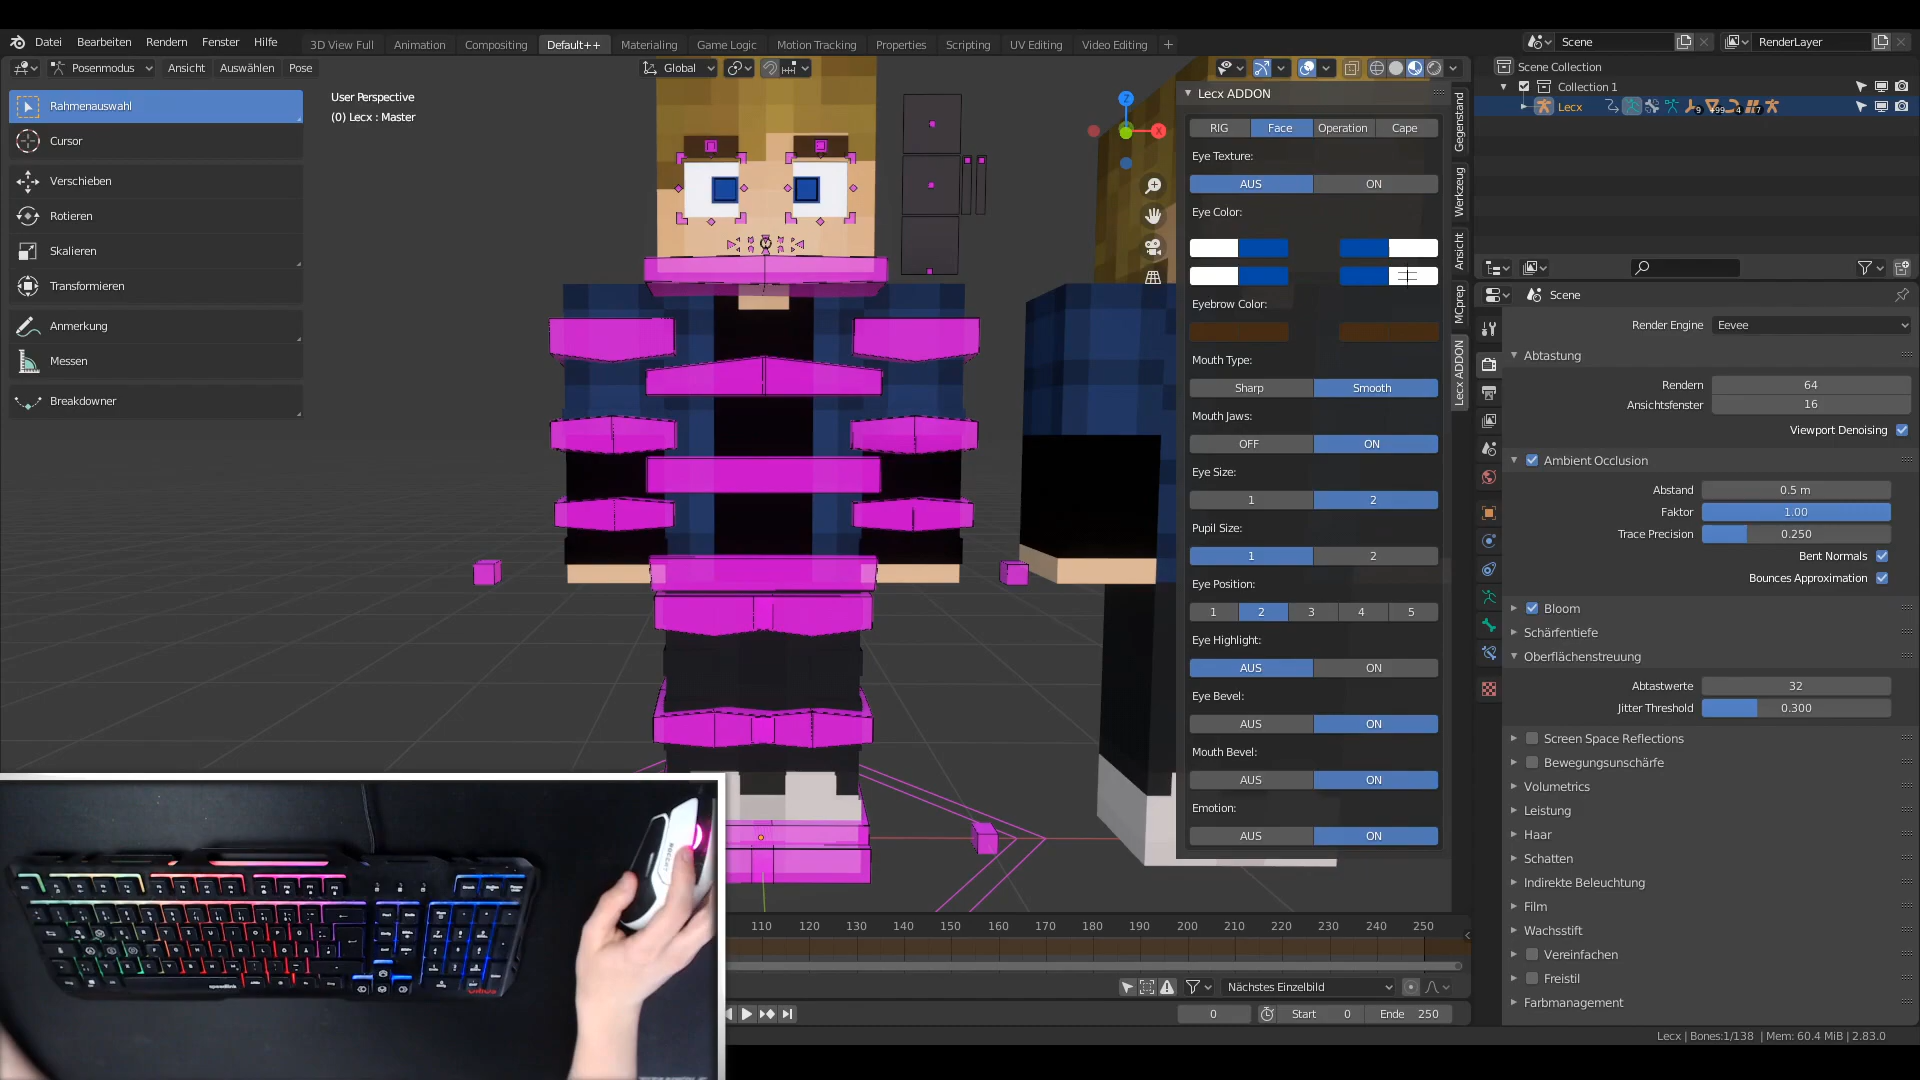 Datei Bearbeiten Rendern Fenster Hilfe
3D View Full Animation Compositing Default++ Materialing Game Logic Motion Tracking Properties Scripting UV Editing Video Editing +
Scene RenderLayer
Posenmodus Ansicht Auswählen Pose
Global
Rahmenauswahl
Cursor
Verschieben
Rotieren
Skalieren
Transformieren
Anmerkung
Messen
Breakdowner
User Perspective
(0) Lecx : Master
X
Lecx ADDON
RIG Face Operation Cape
Eye Texture:
AUS ON
Eye Color:
Eyebrow Color:
Mouth Type:
Sharp Smooth
Mouth Jaws:
OFF ON
Eye Size:
1 2
Pupil Size:
1 2
Eye Position:
1 2 3 4 5
Eye Highlight:
AUS ON
Eye Bevel:
AUS ON
Mouth Bevel:
AUS ON
Emotion:
AUS ON
Gegenstand
Werkzeug
Ansicht
MCprep
Lecx ADDON
Scene Collection
Collection 1
Lecx
Scene
Render Engine Eevee
Abtastung
Rendern 64
Ansichtsfenster 16
Viewport Denoising
Ambient Occlusion
Abstand 0.5 m
Faktor 1.00
Trace Precision 0.250
Bent Normals
Bounces Approximation
Bloom
Schärfentiefe
Oberflächenstreuung
Abtastwerte 32
Jitter Threshold 0.300
Screen Space Reflections
Bewegungsunschärfe
Volumetrics
Leistung
Haar
Schatten
Indirekte Beleuchtung
Film
Wachsstift
Vereinfachen
Freistil
Farbmanagement
110 120 130 140 150 160 170 180 190 200 210 220 230 240 250
Nächstes Einzelbild
0 Start 0 Ende 250
Lecx | Bones:1/138 | Mem: 60.4 MiB | 2.83.0
ROCCAT
speedlink